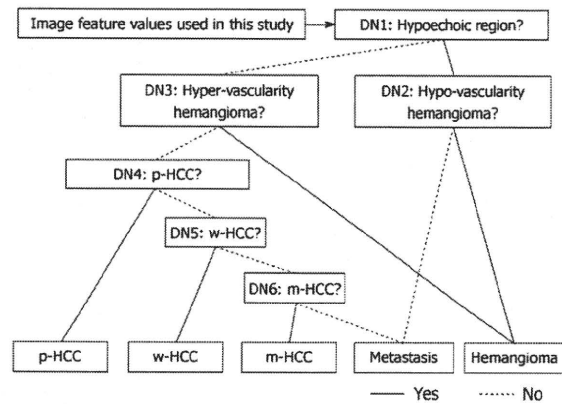 Image feature values used in this study
DN1: Hypoechoic region?
DN3: Hyper-vascularity
hemangioma?
DN2: Hypo-vascularity
hemangioma?
DN4: p-HCC?
DN5: w-HCC?
DN6: m-HCC?
p-HCC
w-HCC
m-HCC
Metastasis
Hemangioma
Yes
No